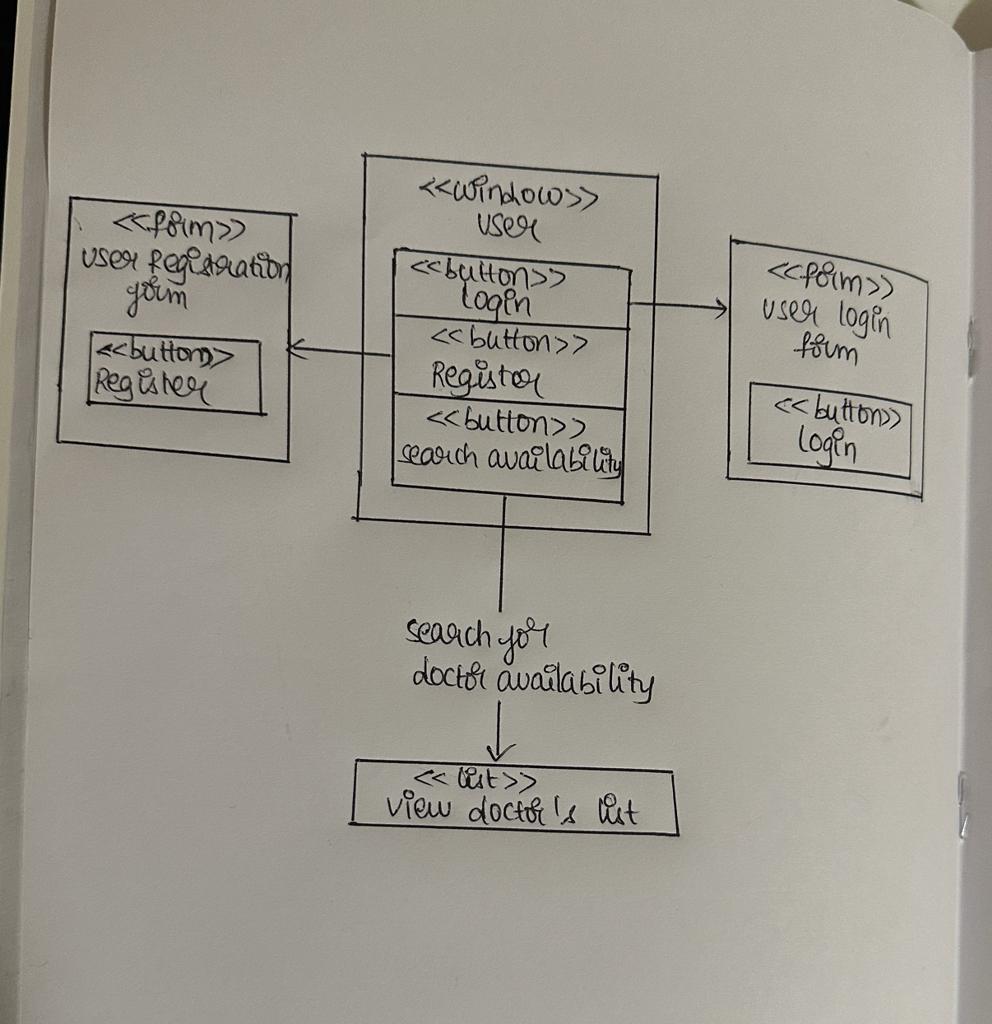 <<window>>
user
<<button>>
login
<<button>>
Register
<<button>>
search availability
<<form>>
user Registration
form
<<button>>
Register
<<form>>
user login
form
<<button>>
login
search for
doctor availability
<<list>>
view doctor's list